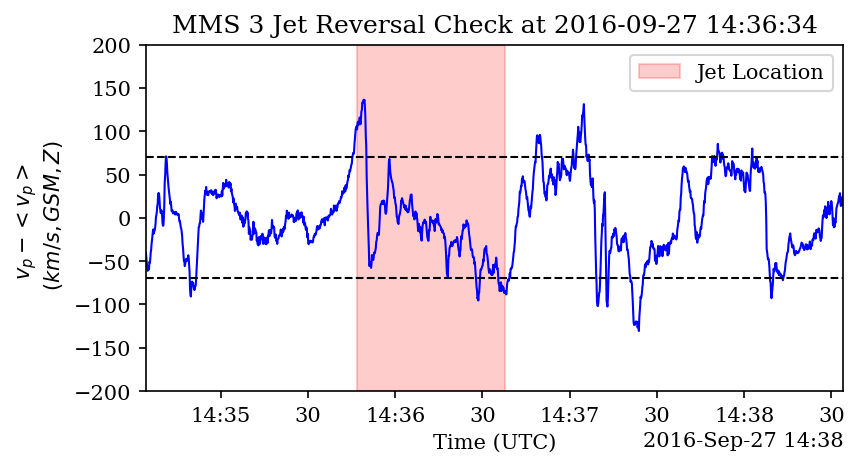 MMS 3 Jet Reversal Check at 2016-09-27 14:36:34
200
150
100
50
0
−50
−100
−150
−200
v_p − < v_p >
(km/s, GSM, Z)
Jet Location
14:35 30 14:36 30 14:37 30 14:38 30
Time (UTC)
2016-Sep-27 14:38